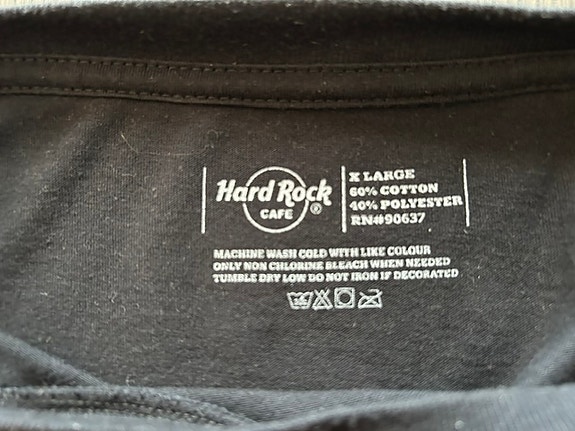 Hard Rock
CAFE
®
X LARGE
60% COTTON
40% POLYESTER
RN#90637
MACHINE WASH COLD WITH LIKE COLOUR
ONLY NON CHLORINE BLEACH WHEN NEEDED
TUMBLE DRY LOW DO NOT IRON IF DECORATED